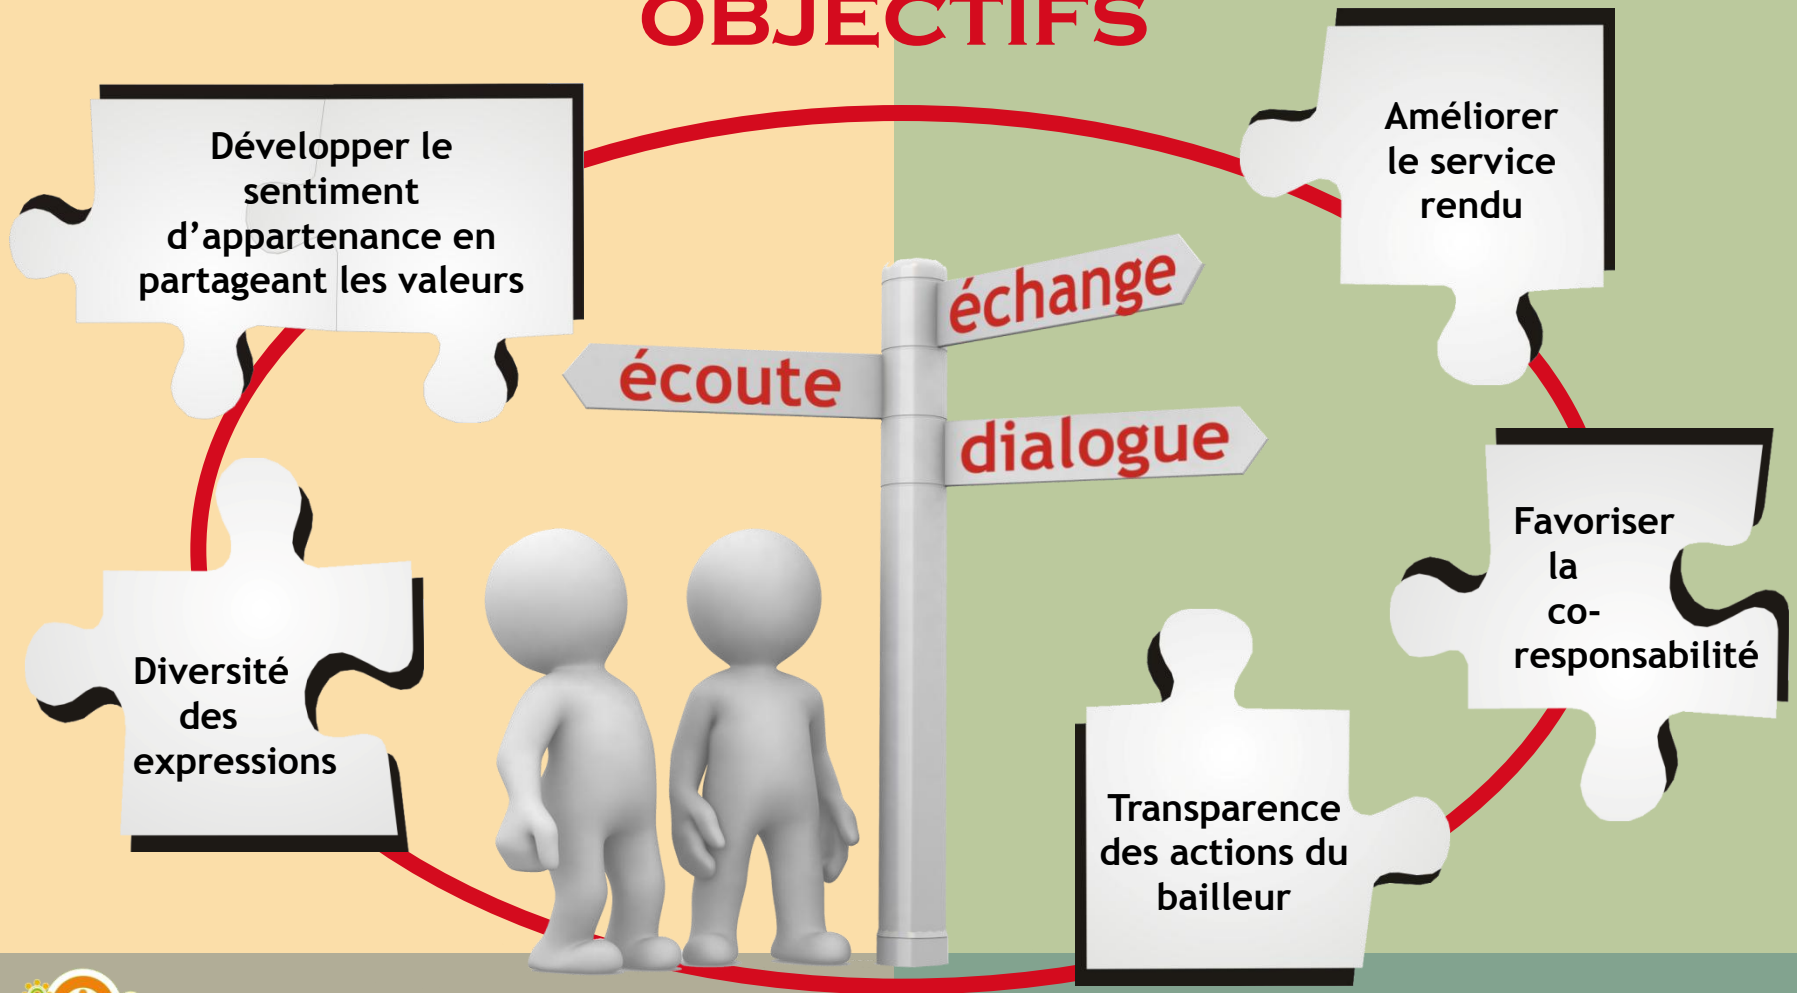 OBJECTIFS
Développer le
sentiment
d’appartenance en
partageant les valeurs
Améliorer
le service
rendu
échange
écoute
dialogue
Favoriser
la
co-
responsabilité
Diversité
des
expressions
Transparence
des actions du
bailleur